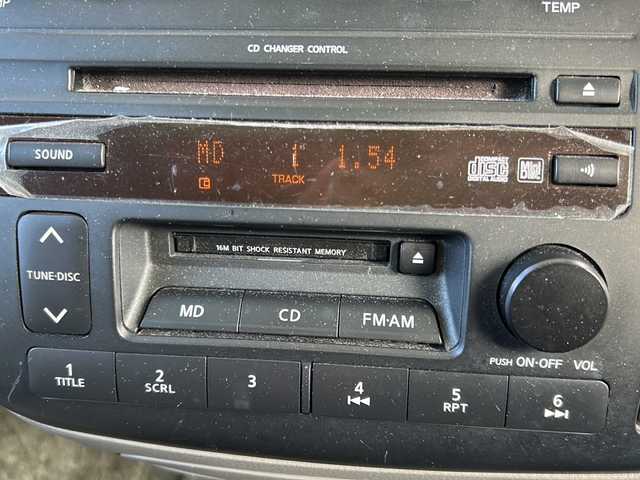 TEMP
CD CHANGER CONTROL
SOUND
MD 1 1.54
TRACK
COMPACT
disc
DIGITAL AUDIO
16M BIT SHOCK RESISTANT MEMORY
TUNE·DISC
MD CD FM·AM
PUSH ON·OFF VOL
1 TITLE
2 SCRL
3
4
5 RPT
6